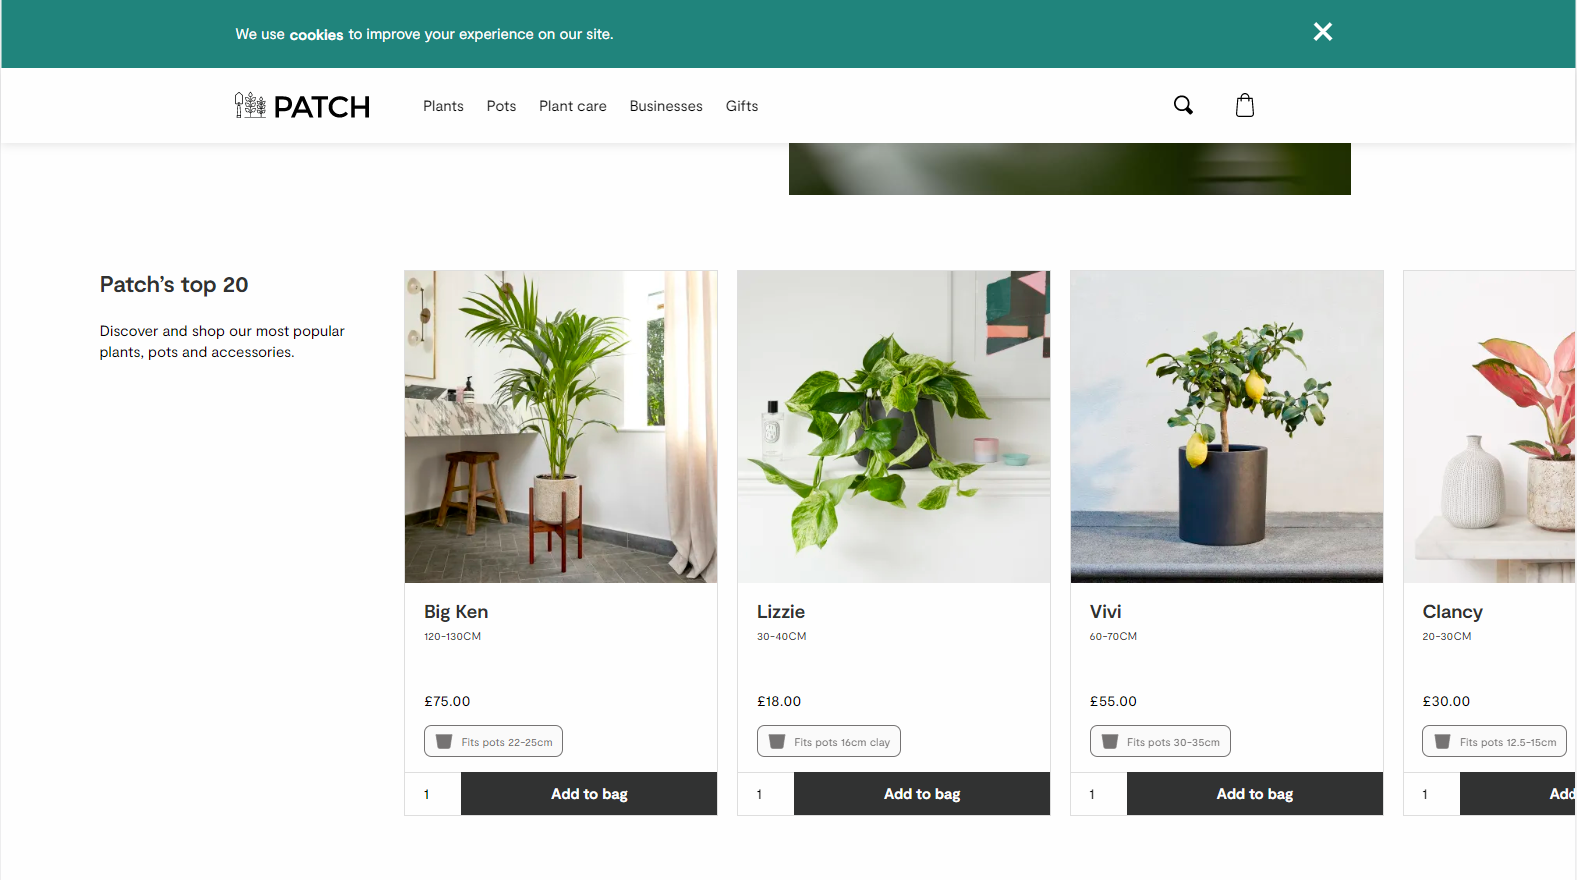 We use cookies to improve your experience on our site.
PATCH
Plants Pots Plant care Businesses Gifts
Patch's top 20
Discover and shop our most popular
plants, pots and accessories.
Big Ken
120-130CM
£75.00
Fits pots 22-25cm
1 Add to bag
Lizzie
30-40CM
£18.00
Fits pots 16cm clay
1 Add to bag
Vivi
60-70CM
£55.00
Fits pots 30-35cm
1 Add to bag
Clancy
20-30CM
£30.00
Fits pots 12.5-15cm
1 Add